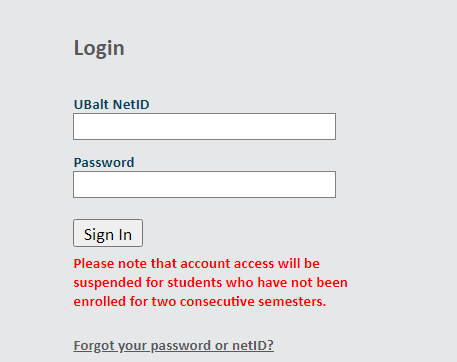 Login
UBalt NetID
Password
Sign In
Please note that account access will be
suspended for students who have not been
enrolled for two consecutive semesters.
Forgot your password or netID?